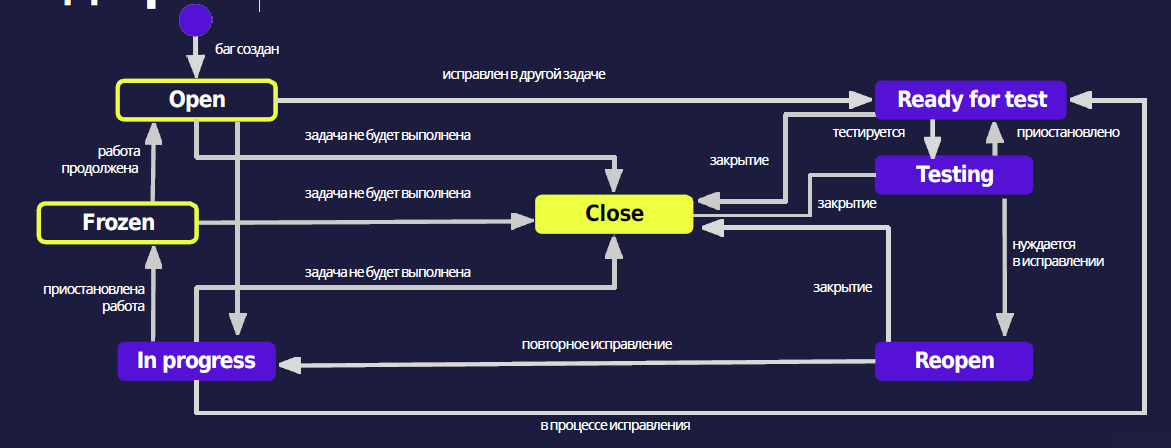 баг создан
исправлен в другой задаче
Open
Ready for test
задача не будет выполнена
тестируется
приостановлено
работа
продолжена
закрытие
Testing
задача не будет выполнена
закрытие
Close
Frozen
нуждается
в исправлении
задача не будет выполнена
приостановлена
работа
закрытие
повторное исправление
In progress
Reopen
в процессе исправления